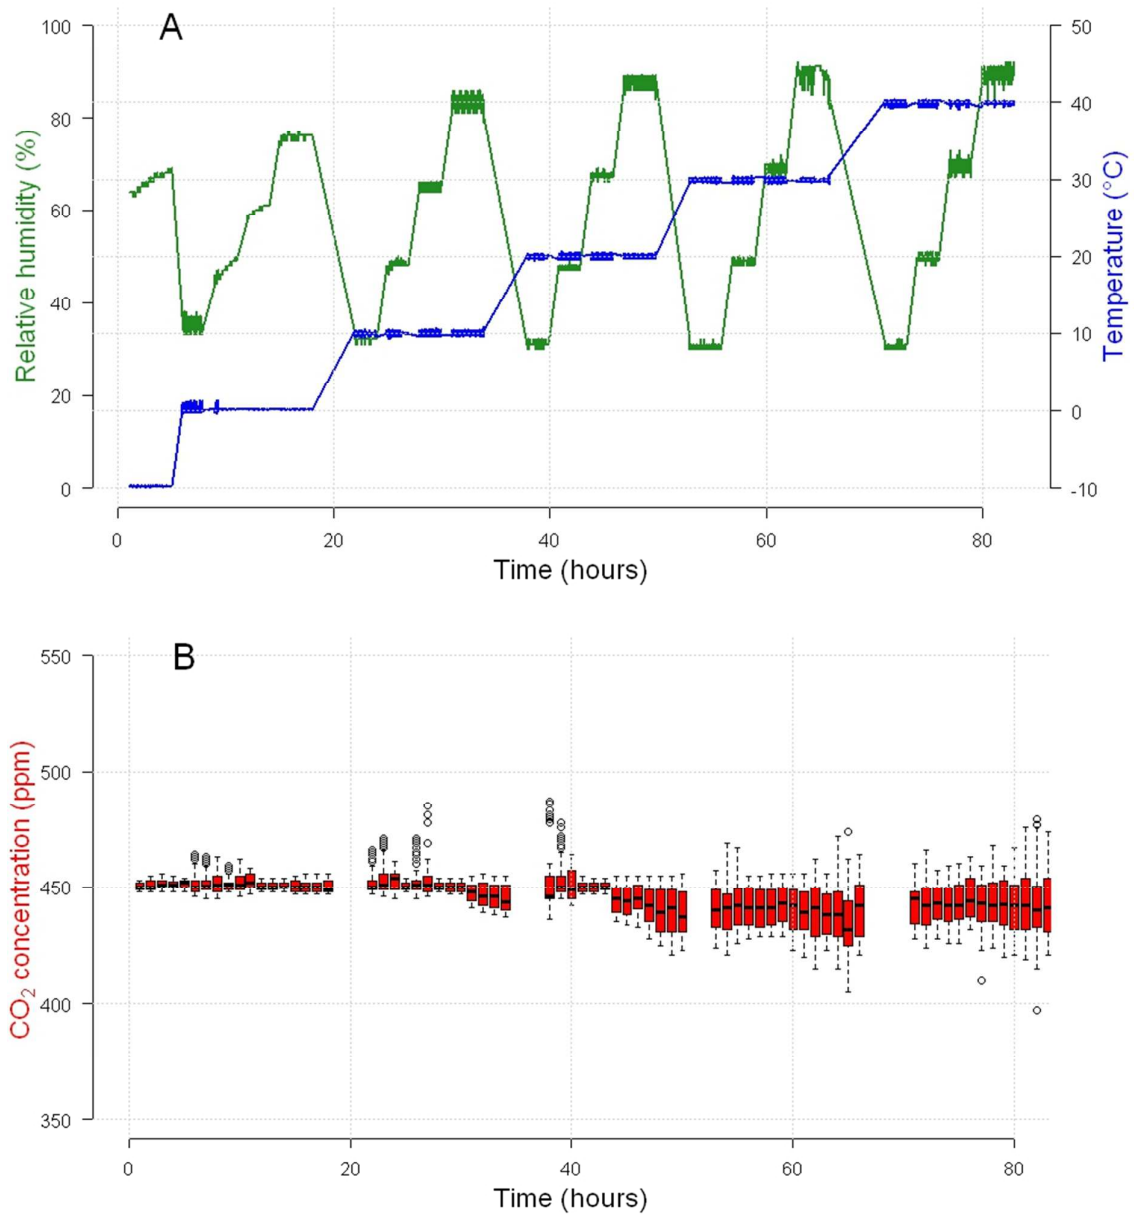 A
100
80
60
40
20
0
Relative humidity (%)
50
40
30
20
10
0
-10
Temperature (°C)
0 20 40 60 80
Time (hours)
B
550
500
450
400
350
CO₂ concentration (ppm)
0 20 40 60 80
Time (hours)